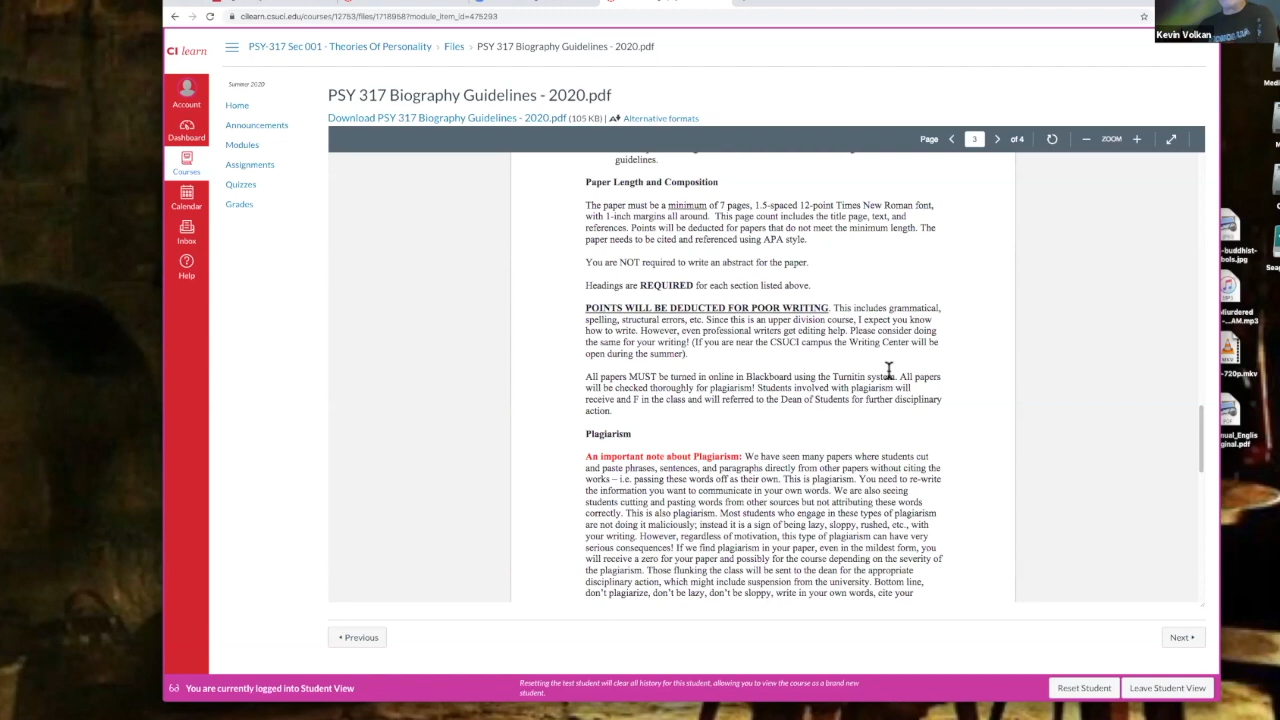 cilearn.csuci.edu/courses/12753/files/1718958?module_item_id=475293
Kevin Volkan
CI learn
PSY-317 Sec 001 - Theories Of Personality › Files › PSY 317 Biography Guidelines - 2020.pdf
Account
Dashboard
Courses
Calendar
Inbox
Help
Summer 2020
Home
Announcements
Modules
Assignments
Quizzes
Grades
PSY 317 Biography Guidelines - 2020.pdf
Download PSY 317 Biography Guidelines - 2020.pdf (105 KB) | Alternative formats
Page 3 of 4 ZOOM
guidelines.
Paper Length and Composition
The paper must be a minimum of 7 pages, 1.5-spaced 12-point Times New Roman font,
with 1-inch margins all around. This page count includes the title page, text, and
references. Points will be deducted for papers that do not meet the minimum length. The
paper needs to be cited and referenced using APA style.
You are NOT required to write an abstract for the paper.
Headings are REQUIRED for each section listed above.
POINTS WILL BE DEDUCTED FOR POOR WRITING. This includes grammatical,
spelling, structural errors, etc. Since this is an upper division course, I expect you know
how to write. However, even professional writers get editing help. Please consider doing
the same for your writing! (If you are near the CSUCI campus the Writing Center will be
open during the summer).
All papers MUST be turned in online in Blackboard using the Turnitin system. All papers
will be checked thoroughly for plagiarism! Students involved with plagiarism will
receive and F in the class and will referred to the Dean of Students for further disciplinary
action.
Plagiarism
An important note about Plagiarism: We have seen many papers where students cut
and paste phrases, sentences, and paragraphs directly from other papers without citing the
works – i.e. passing these words off as their own. This is plagiarism. You need to re-write
the information you want to communicate in your own words. We are also seeing
students cutting and pasting words from other sources but not attributing these words
correctly. This is also plagiarism. Most students who engage in these types of plagiarism
are not doing it maliciously; instead it is a sign of being lazy, sloppy, rushed, etc., with
your writing. However, regardless of motivation, this type of plagiarism can have very
serious consequences! If we find plagiarism in your paper, even in the mildest form, you
will receive a zero for your paper and possibly for the course depending on the severity of
the plagiarism. Those flunking the class will be sent to the dean for the appropriate
disciplinary action, which might include suspension from the university. Bottom line,
don't plagiarize, don't be lazy, don't be sloppy, write in your own words, cite your
Previous
Next
You are currently logged into Student View
Resetting the test student will clear all history for this student, allowing you to view the course as a brand new
student.
Reset Student
Leave Student View
-buddhist-
bols.jpg
...AM.mp3
-720p.mkv